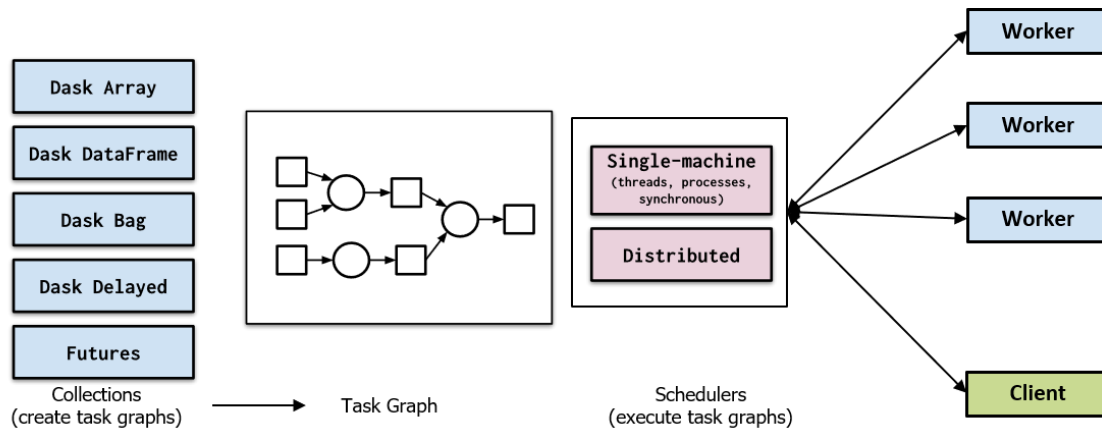 Dask Array
Dask DataFrame
Dask Bag
Dask Delayed
Futures
Collections
(create task graphs)
Task Graph
Single-machine
(threads, processes,
synchronous)
Distributed
Schedulers
(execute task graphs)
Worker
Worker
Worker
Client